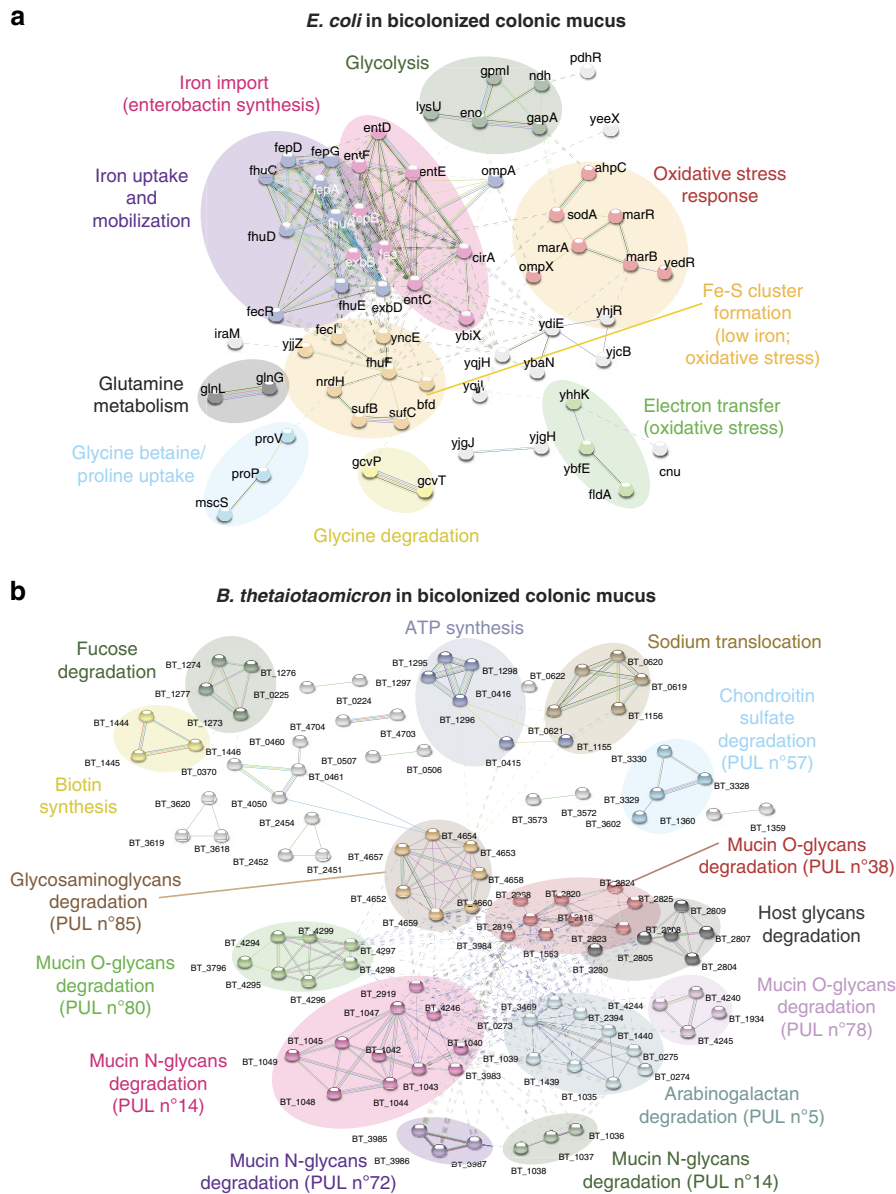 a
E. coli in bicolonized colonic mucus
Glycolysis
pdhR
gpmI
ndh
Iron import
(enterobactin synthesis)
lysU
eno
gapA
yeeX
entD
fepD
fepG
entF
fhuC
entE
ompA
ahpC
Oxidative stress
response
Iron uptake
and
mobilization
fepA
fepB
fhuA
sodA
marR
fhuD
fes
exbB
cirA
marA
marB
yedR
ompX
fecR
fhuE
exbD
entC
Fe-S cluster
formation
(low iron;
oxidative stress)
iraM
fecI
yncE
ybiX
ydiE
yhjR
yjjZ
fhuF
yqjH
ybaN
yjcB
Glutamine
metabolism
glnL
glnG
nrdH
bfd
yqjI
sufB
sufC
yhhK
Electron transfer
(oxidative stress)
Glycine betaine/
proline uptake
proV
yjgJ
yjgH
proP
gcvP
gcvT
ybfE
cnu
mscS
fldA
Glycine degradation
b
B. thetaiotaomicron in bicolonized colonic mucus
Fucose
degradation
ATP synthesis
Sodium translocation
BT_1274
BT_1276
BT_1295
BT_1298
BT_0620
BT_1277
BT_0225
BT_1297
BT_0622
BT_0619
BT_0224
BT_0416
BT_1444
BT_1273
BT_1296
BT_1156
Chondroitin
sulfate
degradation
(PUL n°57)
BT_4704
BT_4703
BT_0621
BT_1155
BT_1445
BT_1446
BT_0460
BT_0507
BT_0506
BT_0415
BT_3330
BT_0370
BT_0461
BT_3328
Biotin
synthesis
BT_3620
BT_4050
BT_2454
BT_3573
BT_3572
BT_3329
BT_3602
BT_1360
BT_1359
BT_3619
BT_3618
BT_2452
BT_2451
BT_4654
BT_4653
BT_4657
BT_4658
Mucin O-glycans
degradation (PUL n°38)
Glycosaminoglycans
degradation
(PUL n°85)
BT_4652
BT_4660
BT_4659
BT_2820
BT_2824
BT_2825
BT_2819
BT_2818
BT_2809
Host glycans
degradation
BT_3984
BT_2823
BT_2808
BT_2807
BT_1553
BT_2805
BT_3280
BT_2804
BT_4294
BT_4299
BT_4297
BT_3796
BT_4298
BT_4295
BT_4296
Mucin O-glycans
degradation
(PUL n°80)
BT_2919
BT_3469
BT_4244
BT_4240
Mucin O-glycans
degradation
(PUL n°78)
BT_1047
BT_4246
BT_2394
BT_1934
BT_0273
BT_4245
BT_1045
BT_1040
BT_1440
BT_1049
BT_1042
BT_1039
BT_0275
Mucin N-glycans
degradation
(PUL n°14)
BT_1043
BT_3983
BT_1439
BT_0274
BT_1048
BT_1044
BT_1035
Arabinogalactan
degradation (PUL n°5)
BT_3985
BT_1036
BT_3986
BT_3987
BT_1037
BT_1038
Mucin N-glycans
degradation (PUL n°72)
Mucin N-glycans
degradation (PUL n°14)